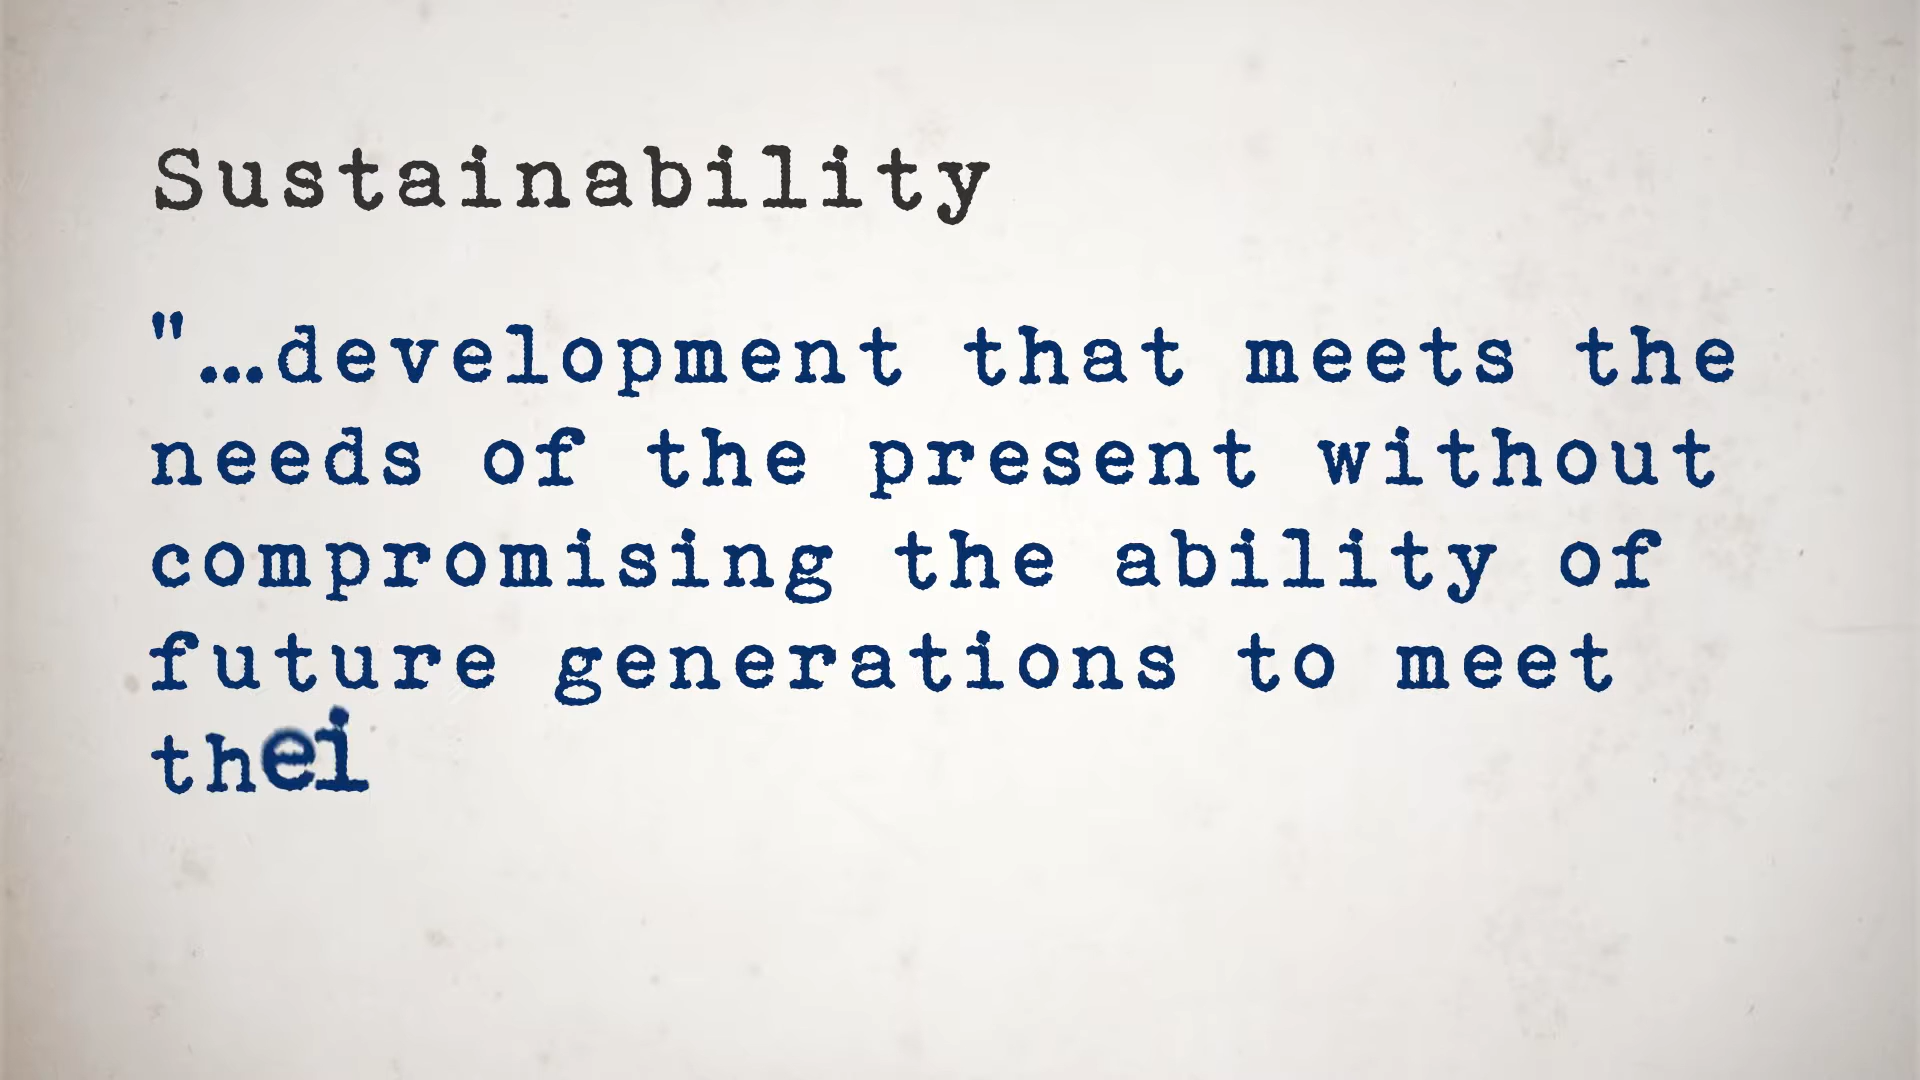 Sustainability
"…development that meets the
needs of the present without
compromising the ability of
future generations to meet
thei